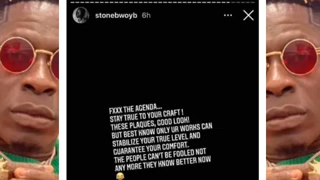 stonebwoyb 6h
FXXX THE AGENDA...
STAY TRUE TO YOUR CRAFT !
THESE PLAQUES, GOOD LOOH!
BUT BEST KNOW ONLY UR WORKS CAN
STABILIZE YOUR TRUE LEVEL AND
GUARANTEE YOUR COMFORT.
THE PEOPLE CAN'T BE FOOLED NOT
ANY MORE THEY KNOW BETTER NOW
😂